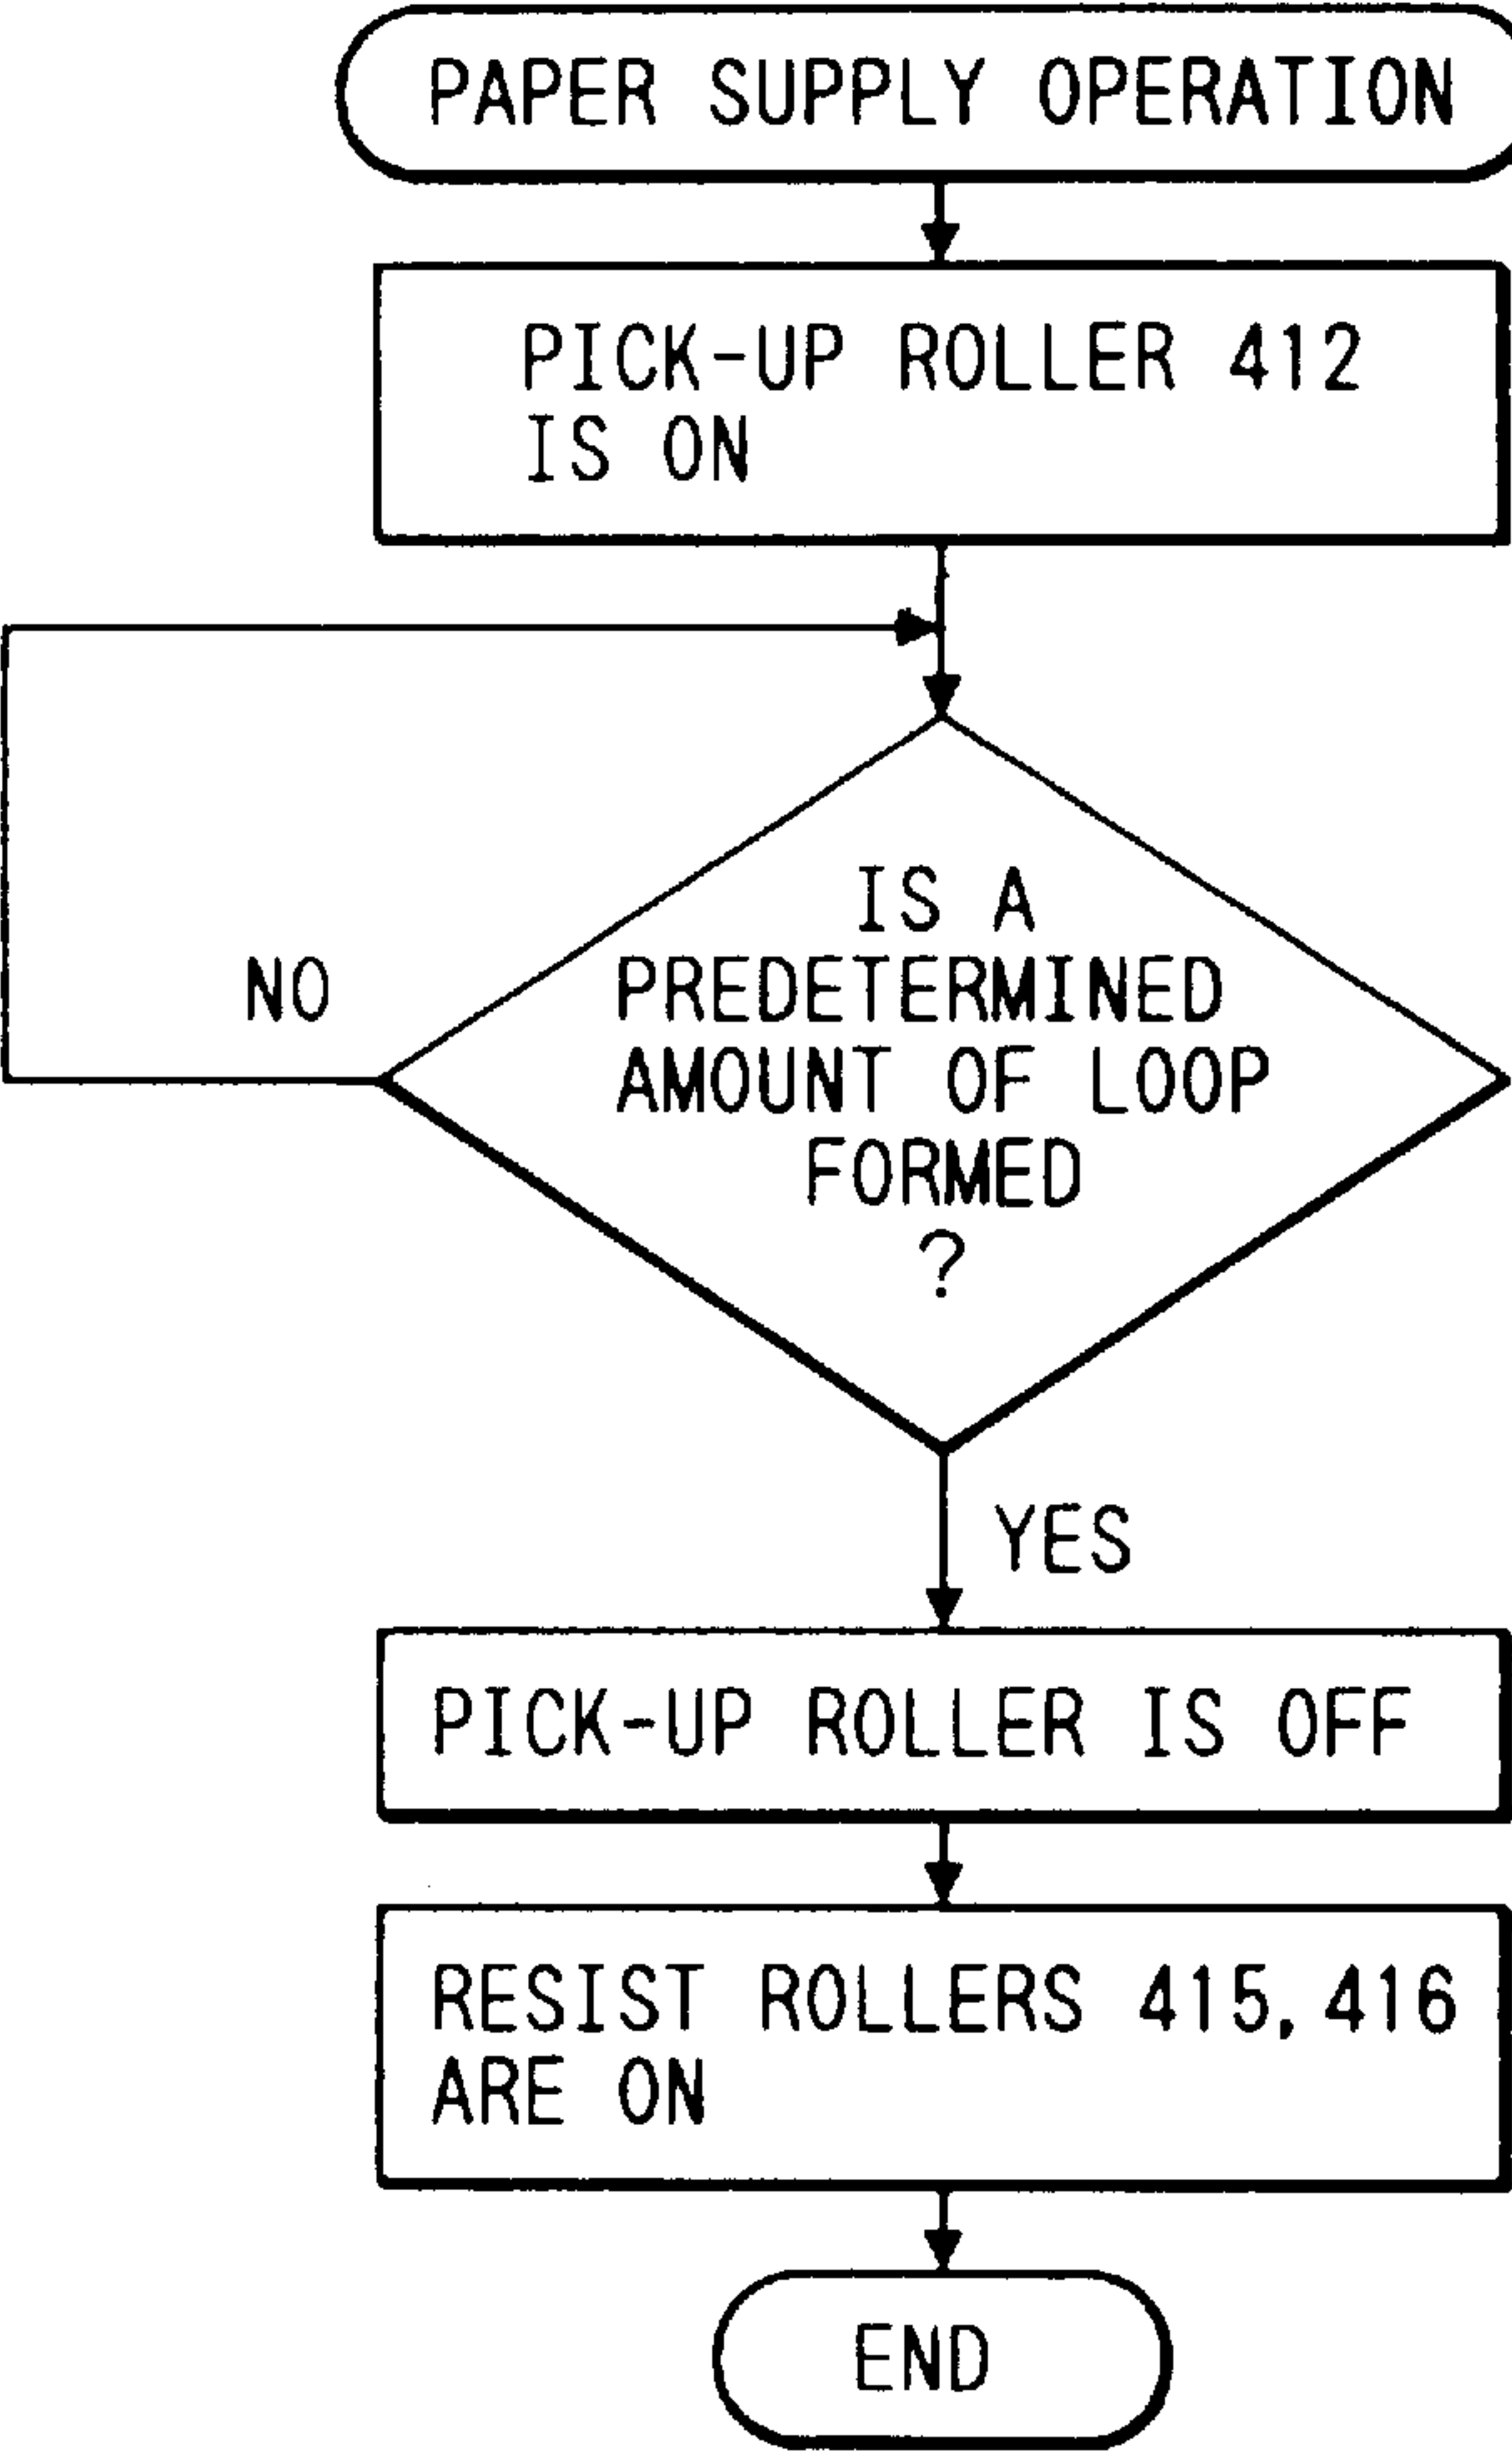 PAPER SUPPLY OPERATION
PICK-UP ROLLER 412
IS ON
IS A
PREDETERMINED
AMOUNT OF LOOP
FORMED
?
NO
YES
PICK-UP ROLLER IS OFF
RESIST ROLLERS 415,416
ARE ON
END